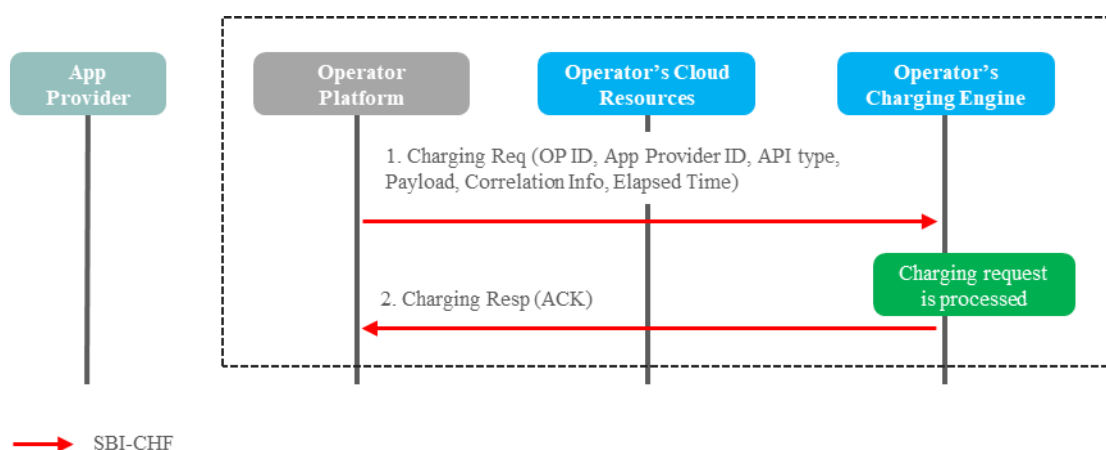 App
Provider
Operator
Platform
Operator's Cloud
Resources
Operator's
Charging Engine
1. Charging Req (OP ID, App Provider ID, API type,
Payload, Correlation Info, Elapsed Time)
Charging request
is processed
2. Charging Resp (ACK)
SBI-CHF